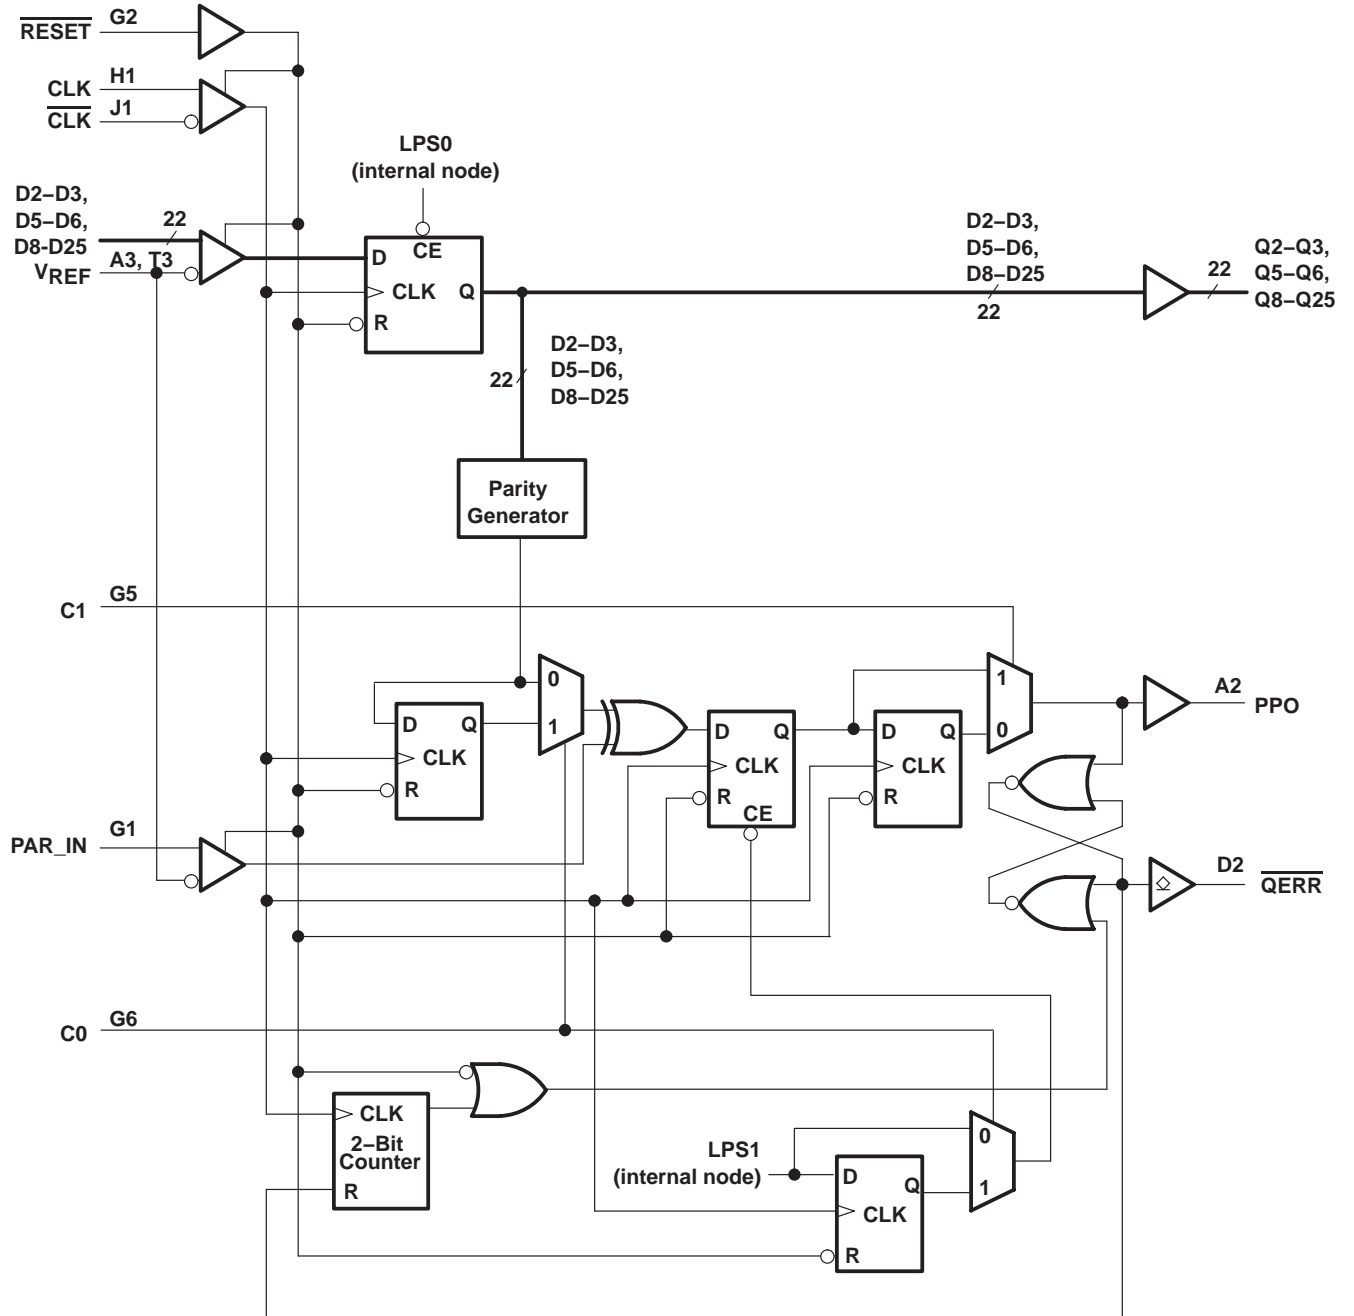 RESET G2
CLK H1
CLK J1
LPS0
(internal node)
D2–D3,
D5–D6,
D8-D25
22
VREF A3, T3
D
CE
CLK
Q
R
D2–D3,
D5–D6,
D8–D25
22
22
Q2–Q3,
Q5–Q6,
Q8–Q25
22
D2–D3,
D5–D6,
D8–D25
Parity
Generator
C1 G5
0
1
D
Q
CLK
R
D
Q
CLK
R
CE
D
Q
CLK
R
1
0
A2
PPO
PAR_IN G1
D2
QERR
C0 G6
CLK
2–Bit
Counter
R
LPS1
(internal node)
D
Q
CLK
R
0
1